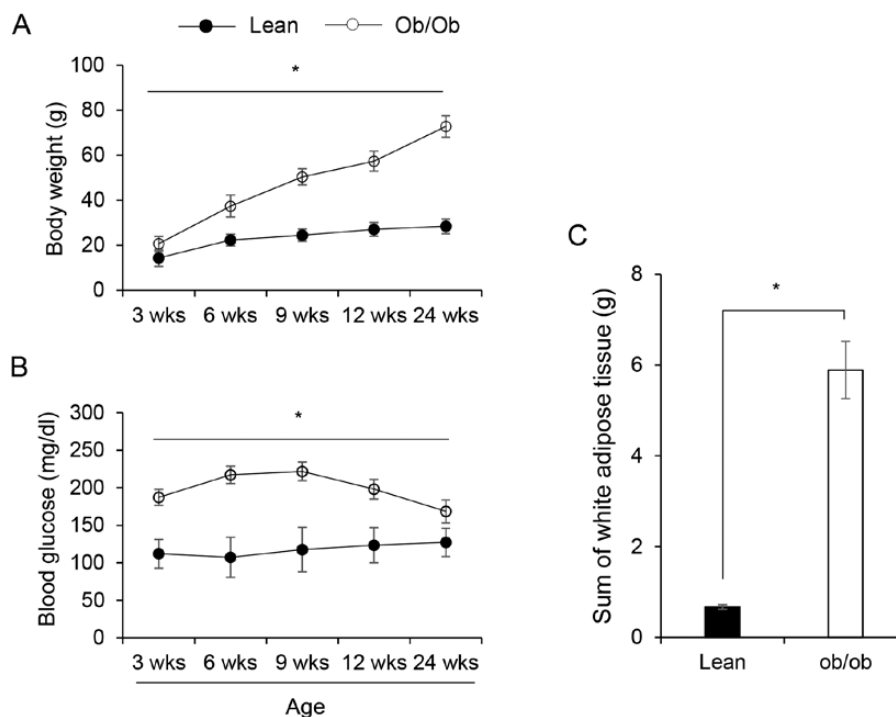 A
Lean
Ob/Ob
*
100
80
60
40
20
0
Body weight (g)
3 wks 6 wks 9 wks 12 wks 24 wks
B
*
300
250
200
150
100
50
0
Blood glucose (mg/dl)
3 wks 6 wks 9 wks 12 wks 24 wks
Age
C
*
8
6
4
2
0
Sum of white adipose tissue (g)
Lean ob/ob